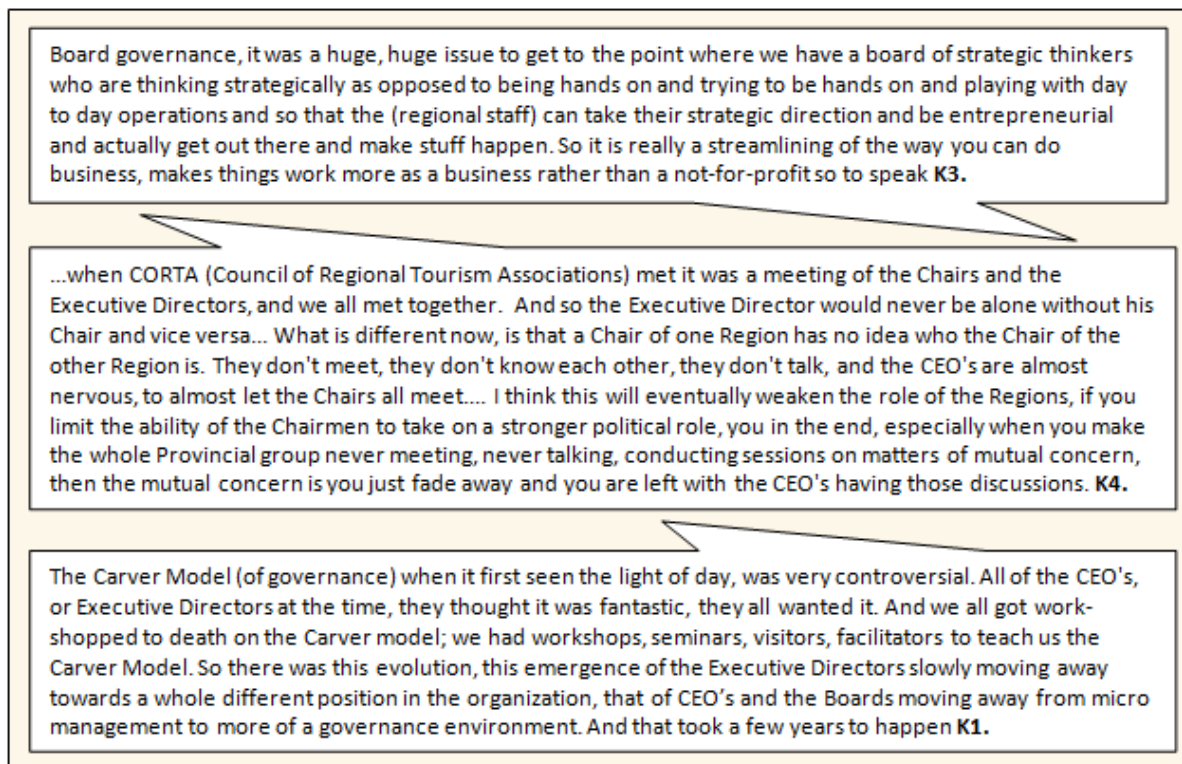 Board governance, it was a huge, huge issue to get to the point where we have a board of strategic thinkers
who are thinking strategically as opposed to being hands on and trying to be hands on and playing with day
to day operations and so that the (regional staff) can take their strategic direction and be entrepreneurial
and actually get out there and make stuff happen. So it is really a streamlining of the way you can do
business, makes things work more as a business rather than a not-for-profit so to speak K3.
...when CORTA (Council of Regional Tourism Associations) met it was a meeting of the Chairs and the
Executive Directors, and we all met together.  And so the Executive Director would never be alone without his
Chair and vice versa... What is different now, is that a Chair of one Region has no idea who the Chair of the
other Region is. They don't meet, they don't know each other, they don't talk, and the CEO's are almost
nervous, to almost let the Chairs all meet.... I think this will eventually weaken the role of the Regions, if you
limit the ability of the Chairmen to take on a stronger political role, you in the end, especially when you make
the whole Provincial group never meeting, never talking, conducting sessions on matters of mutual concern,
then the mutual concern is you just fade away and you are left with the CEO's having those discussions. K4.
The Carver Model (of governance) when it first seen the light of day, was very controversial. All of the CEO's,
or Executive Directors at the time, they thought it was fantastic, they all wanted it. And we all got work-
shopped to death on the Carver model; we had workshops, seminars, visitors, facilitators to teach us the
Carver Model. So there was this evolution, this emergence of the Executive Directors slowly moving away
towards a whole different position in the organization, that of CEO's and the Boards moving away from micro
management to more of a governance environment. And that took a few years to happen K1.